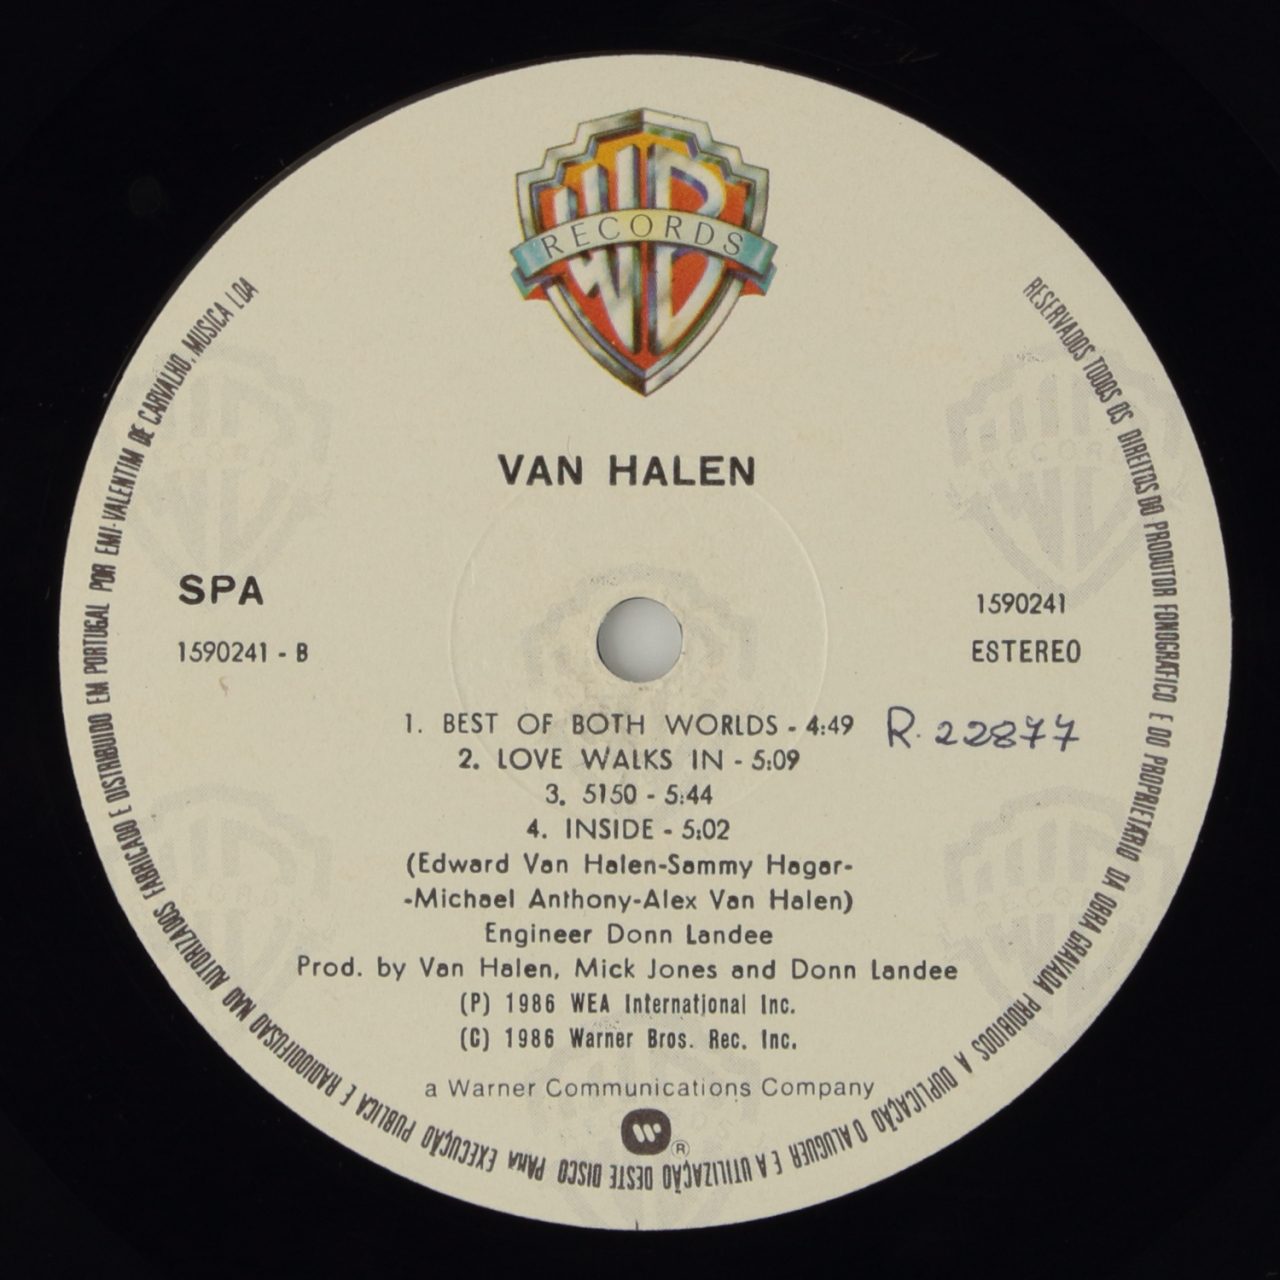 WB
RECORDS
VAN HALEN
SPA
1590241 - B
1590241
ESTEREO
1. BEST OF BOTH WORLDS - 4:49
R. 22877
2. LOVE WALKS IN - 5:09
3. 5150 - 5:44
4. INSIDE - 5:02
(Edward Van Halen-Sammy Hagar-
-Michael Anthony-Alex Van Halen)
Engineer Donn Landee
Prod. by Van Halen, Mick Jones and Donn Landee
(P) 1986 WEA International Inc.
(C) 1986 Warner Bros. Rec. Inc.
a Warner Communications Company
W ®
RESERVADOS TODOS OS DIREITOS DO PRODUTOR FONOGRAFICO E DO PROPRIETARIO DA OBRA GRAVADA PROIBIDOS A DUPLICAÇÃO O ALUGUER E A UTILIZAÇÃO DESTE DISCO PARA EXECUÇÃO PUBLICA E RADIODIFUSAO NAO AUTORIZADOS FABRICADO E DISTRIBUIDO EM PORTUGAL POR EMI-VALENTIM DE CARVALHO, MUSICA LDA